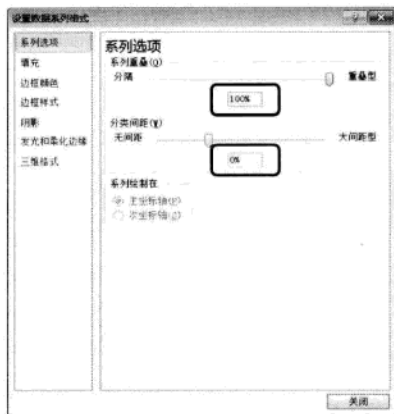 设置数据系列格式
系列选项
填充
边框颜色
边框样式
阴影
发光和柔化边缘
三维格式
系列选项
系列重叠(O)
分隔
重叠型
100%
分类间距(W)
无间距
大间距型
0%
系列绘制在
主坐标轴(P)
次坐标轴(S)
关闭